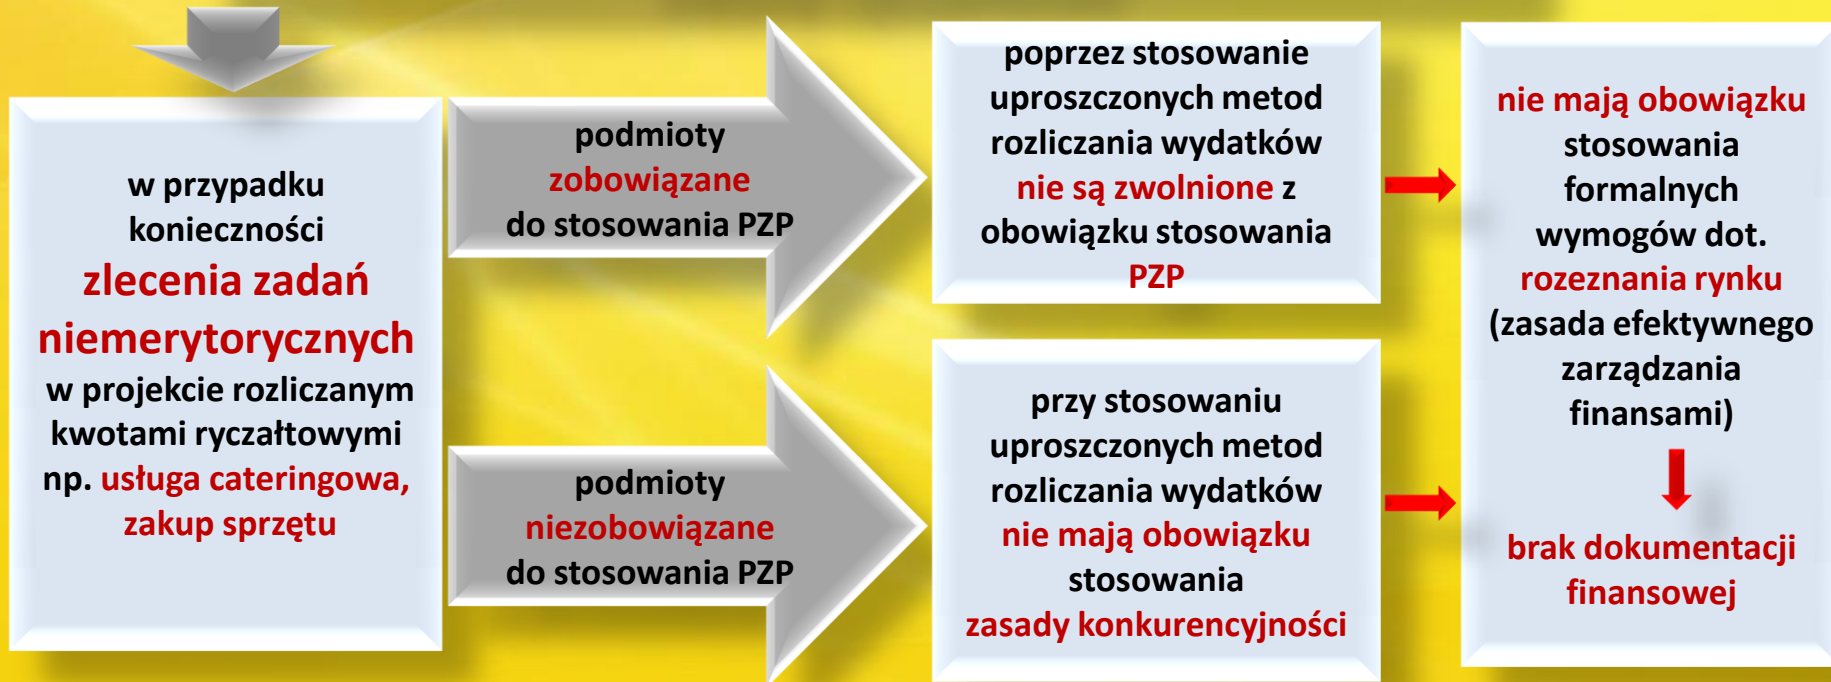 w przypadku
konieczności
zlecenia zadań
niemerytorycznych
w projekcie rozliczanym
kwotami ryczałtowymi
np. usługa cateringowa,
zakup sprzętu
podmioty
zobowiązane
do stosowania PZP
poprzez stosowanie
uproszczonych metod
rozliczania wydatków
nie są zwolnione z
obowiązku stosowania
PZP
podmioty
niezobowiązane
do stosowania PZP
przy stosowaniu
uproszczonych metod
rozliczania wydatków
nie mają obowiązku
stosowania
zasady konkurencyjności
nie mają obowiązku
stosowania
formalnych
wymogów dot.
rozeznania rynku
(zasada efektywnego
zarządzania
finansami)
brak dokumentacji
finansowej